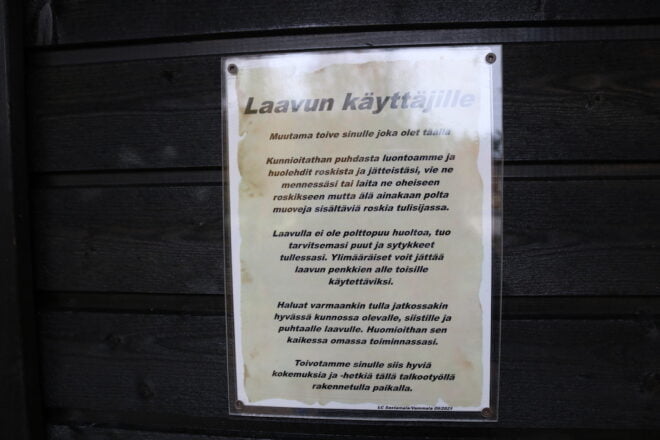 Laavun käyttäjille
Muutama toive sinulle joka olet täällä
Kunnioitathan puhdasta luontoamme ja
huolehdit roskista ja jätteistäsi, vie ne
mennessäsi tai laita ne oheiseen
roskikseen mutta älä ainakaan polta
muoveja sisältäviä roskia tulisijassa.
Laavulla ei ole polttopuu huoltoa, tuo
tarvitsemasi puut ja sytykkeet
tullessasi. Ylimääräiset voit jättää
laavun penkkien alle toisille
käytettäviksi.
Haluat varmaankin tulla jatkossakin
hyvässä kunnossa olevalle, siistille ja
puhtaalle laavulle. Huomioithan sen
kaikessa omassa toiminnassasi.
Toivotamme sinulle siis hyviä
kokemuksia ja -hetkiä tällä talkootyöllä
rakennetulla paikalla.
LC Sastamala/Vammala